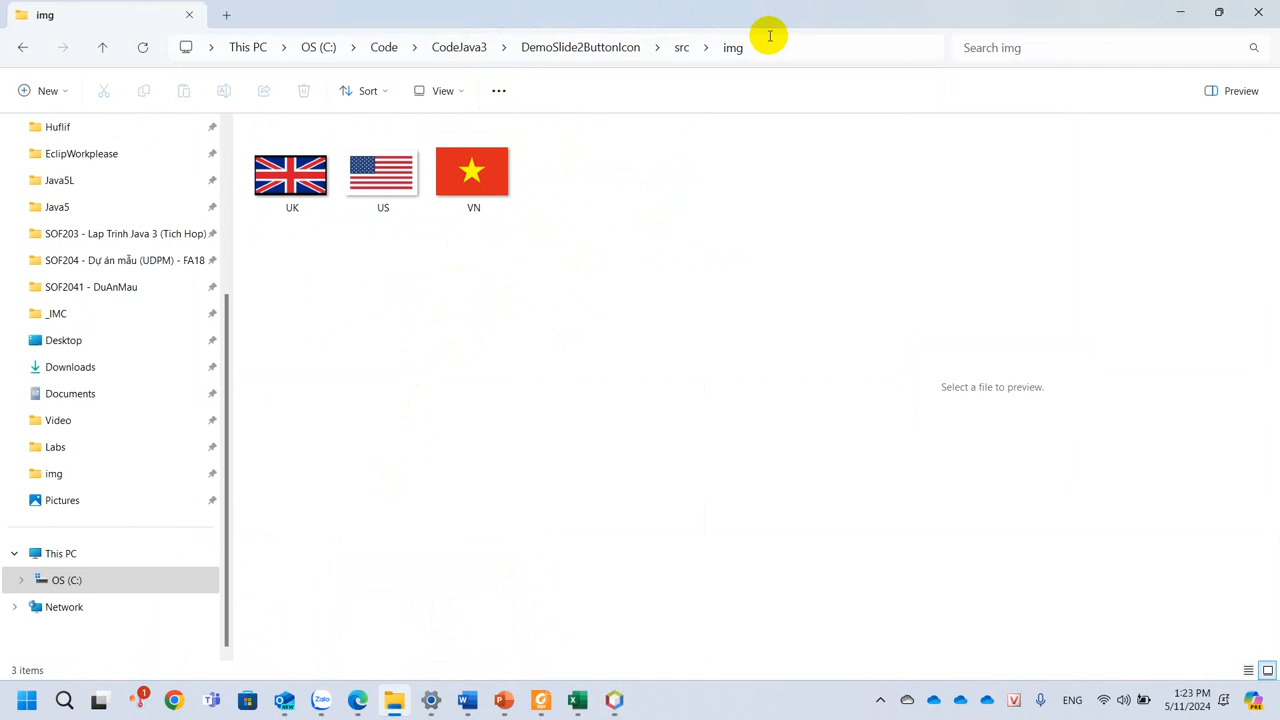 img
This PC > OS (C:) > Code > CodeJava3 > DemoSlide2ButtonIcon > src > img
Search img
New
Sort
View
Preview
Huflif
EclipWorkplease
Java5L
Java5
SOF203 - Lap Trinh Java 3 (Tich Hop)
SOF204 - Dự án mẫu (UDPM) - FA18
SOF2041 - DuAnMau
_IMC
Desktop
Downloads
Documents
Video
Labs
img
Pictures
This PC
OS (C:)
Network
UK
US
VN
Select a file to preview.
3 items
1
NEW
ENG
1:23 PM
5/11/2024
PRE